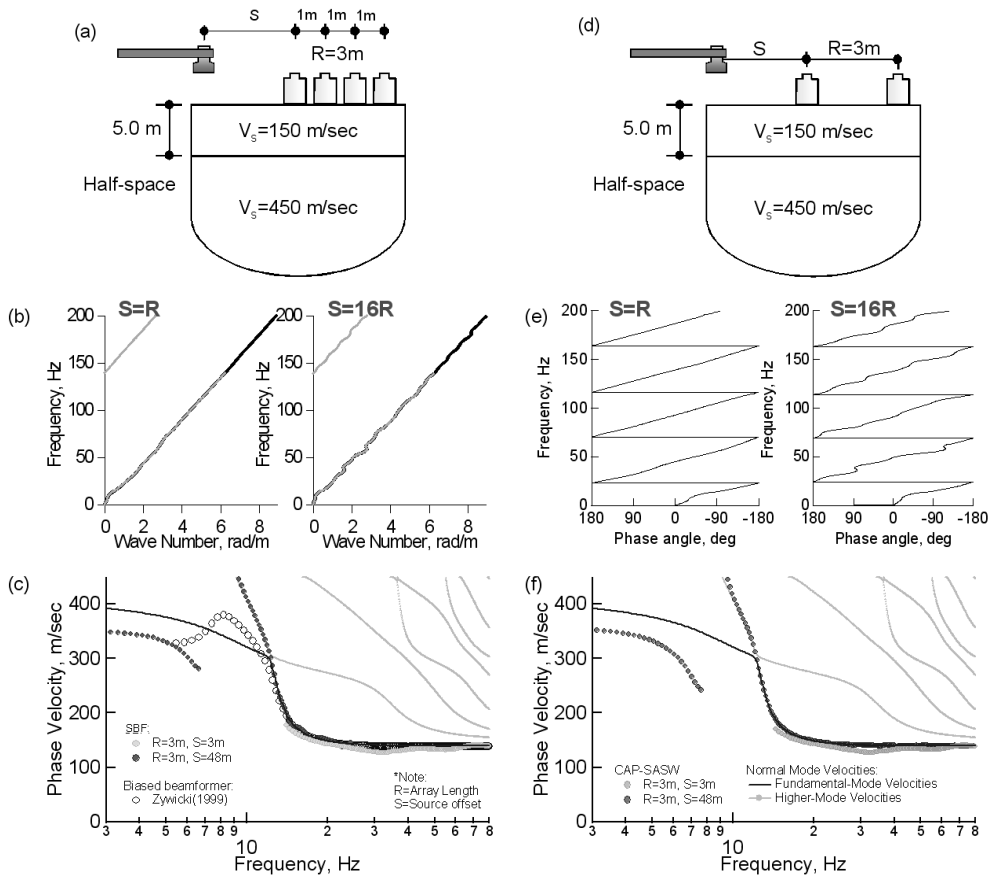 (a)
S
1m
1m
1m
R=3m
5.0 m
Vs=150 m/sec
Half-space
Vs=450 m/sec
(d)
S
R=3m
5.0 m
Vs=150 m/sec
Half-space
Vs=450 m/sec
(b)
S=R
S=16R
Frequency, Hz
200
150
100
50
0
0 2 4 6 8
Wave Number, rad/m
Frequency, Hz
200
150
100
50
0
0 2 4 6 8
Wave Number, rad/m
(e)
S=R
S=16R
Frequency, Hz
200
150
100
50
0
180 90 0 -90 -180
Phase angle, deg
Frequency, Hz
200
150
100
50
0
180 90 0 -90 -180
Phase angle, deg
(c)
Phase Velocity, m/sec
400
300
200
100
0
SBF:
R=3m, S=3m
R=3m, S=48m
Biased beamformer:
Zywicki(1999)
*Note:
R=Array Length
S=Source offset
3 4 5 6 7 8 9 10 2 3 4 5 6 7 8
Frequency, Hz
(f)
Phase Velocity, m/sec
400
300
200
100
0
CAP-SASW
R=3m, S=3m
R=3m, S=48m
Normal Mode Velocities:
Fundamental-Mode Velocities
Higher-Mode Velocities
3 4 5 6 7 8 9 10 2 3 4 5 6 7 8
Frequency, Hz